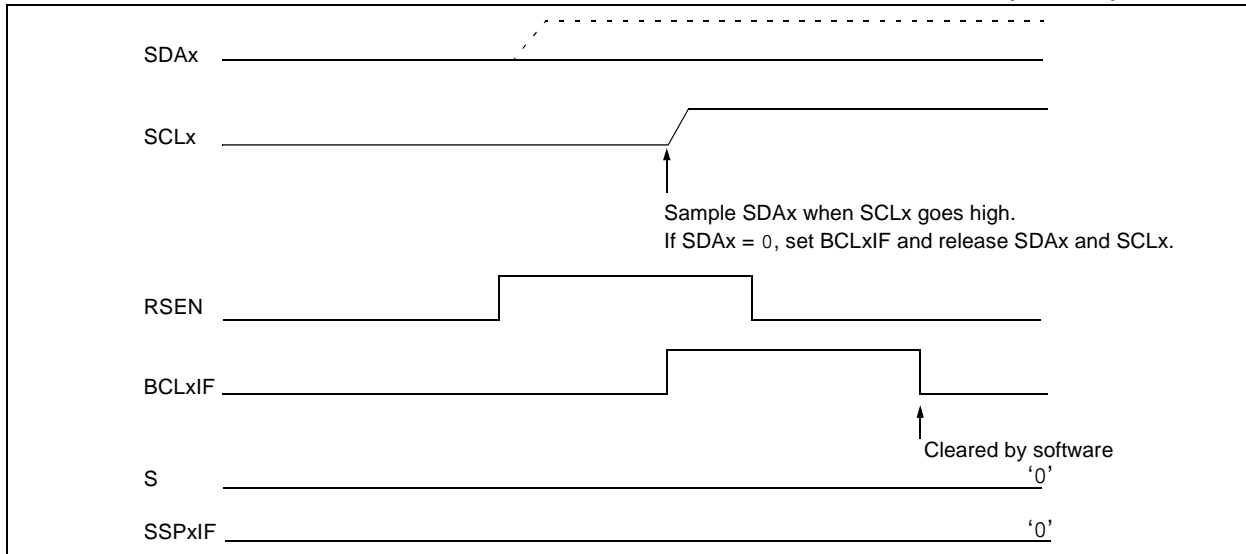 SDAx
SCLx
Sample SDAx when SCLx goes high.
If SDAx = 0, set BCLxIF and release SDAx and SCLx.
RSEN
BCLxIF
Cleared by software
S
‘0’
SSPxIF
‘0’